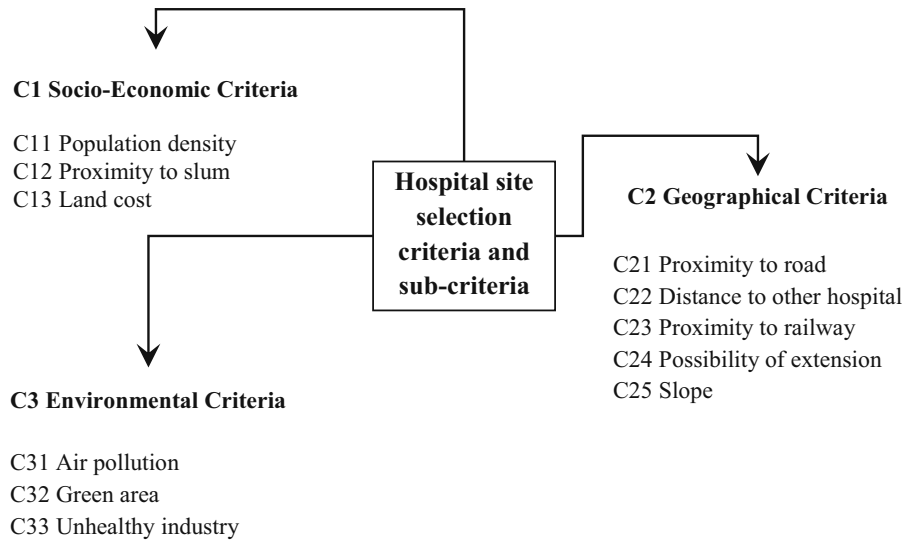 C1 Socio-Economic Criteria
C11 Population density
C12 Proximity to slum
C13 Land cost
Hospital site
selection
criteria and
sub-criteria
C2 Geographical Criteria
C21 Proximity to road
C22 Distance to other hospital
C23 Proximity to railway
C24 Possibility of extension
C25 Slope
C3 Environmental Criteria
C31 Air pollution
C32 Green area
C33 Unhealthy industry